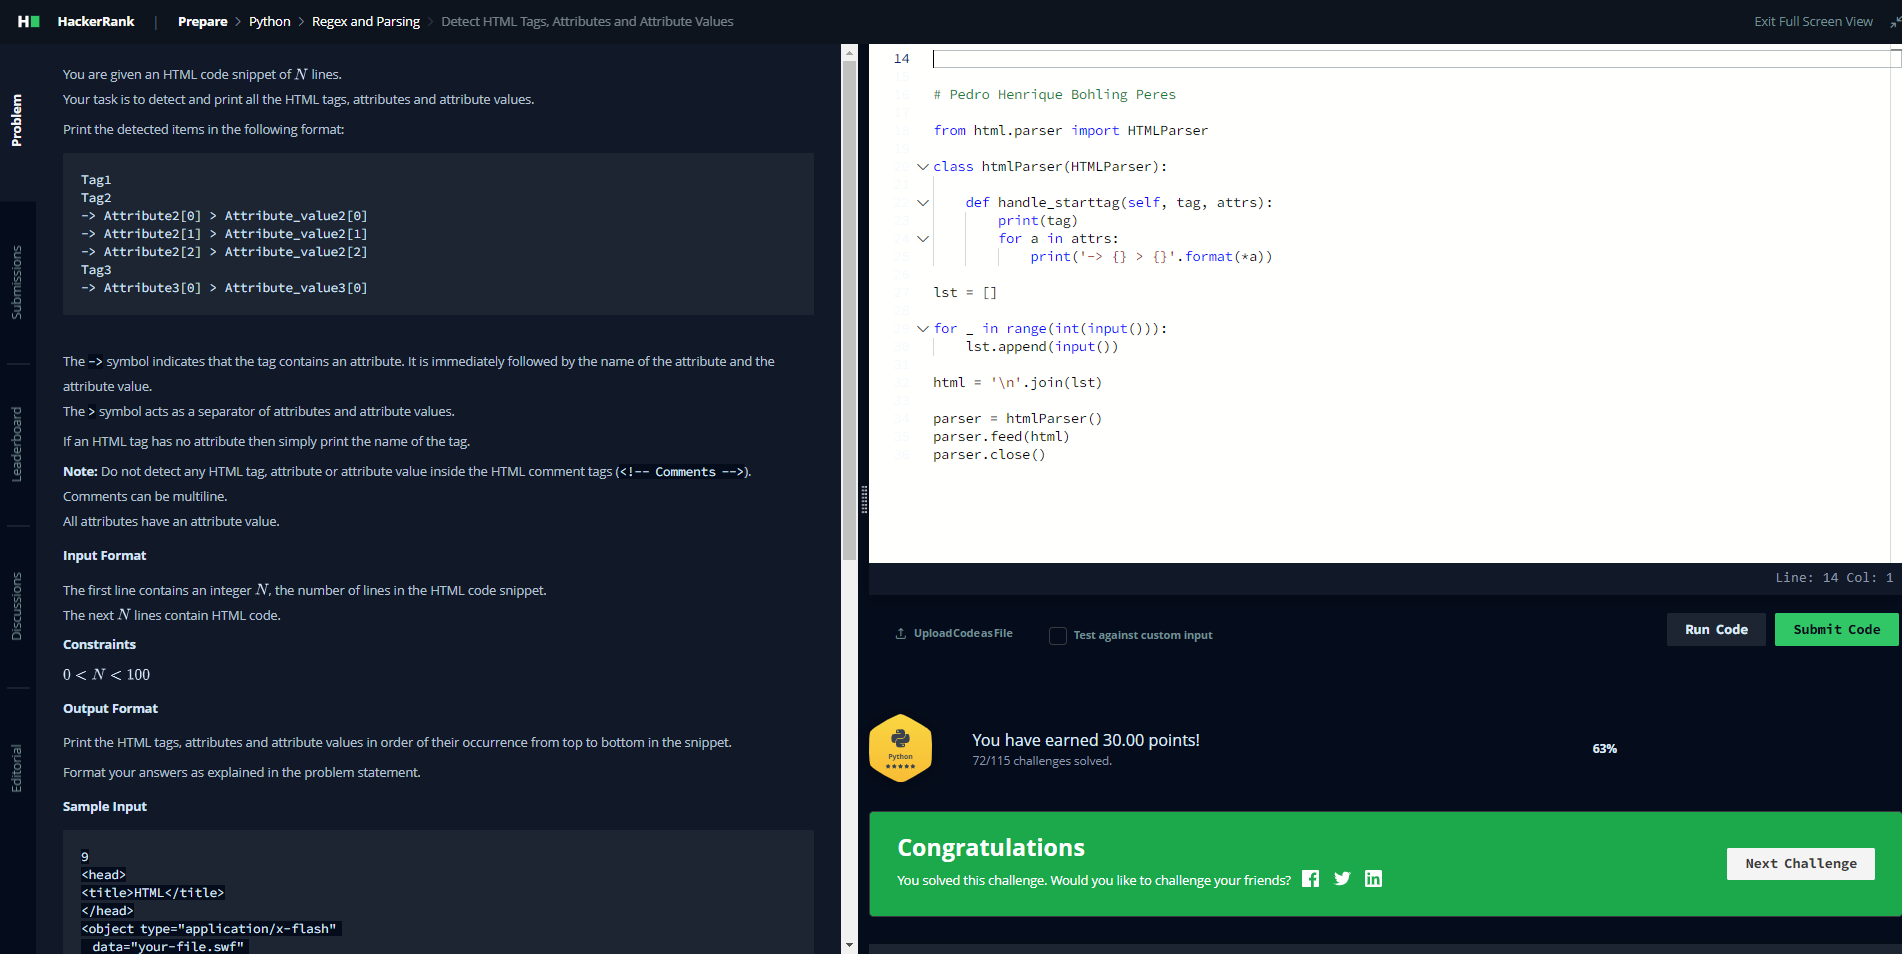 HackerRank | Prepare > Python > Regex and Parsing > Detect HTML Tags, Attributes and Attribute Values
Exit Full Screen View
Problem
Submissions
Leaderboard
Discussions
Editorial
You are given an HTML code snippet of N lines.
Your task is to detect and print all the HTML tags, attributes and attribute values.
Print the detected items in the following format:
Tag1
Tag2
-> Attribute2[0] > Attribute_value2[0]
-> Attribute2[1] > Attribute_value2[1]
-> Attribute2[2] > Attribute_value2[2]
Tag3
-> Attribute3[0] > Attribute_value3[0]
The -> symbol indicates that the tag contains an attribute. It is immediately followed by the name of the attribute and the
attribute value.
The > symbol acts as a separator of attributes and attribute values.
If an HTML tag has no attribute then simply print the name of the tag.
Note: Do not detect any HTML tag, attribute or attribute value inside the HTML comment tags (<!-- Comments -->).
Comments can be multiline.
All attributes have an attribute value.
Input Format
The first line contains an integer N, the number of lines in the HTML code snippet.
The next N lines contain HTML code.
Constraints
0 < N < 100
Output Format
Print the HTML tags, attributes and attribute values in order of their occurrence from top to bottom in the snippet.
Format your answers as explained in the problem statement.
Sample Input
9
<head>
<title>HTML</title>
</head>
<object type="application/x-flash"
  data="your-file.swf"
14
# Pedro Henrique Bohling Peres
from html.parser import HTMLParser
class htmlParser(HTMLParser):
    def handle_starttag(self, tag, attrs):
        print(tag)
        for a in attrs:
            print('-> {} > {}'.format(*a))
lst = []
for _ in range(int(input())):
    lst.append(input())
html = '\n'.join(lst)
parser = htmlParser()
parser.feed(html)
parser.close()
Line: 14 Col: 1
Upload Code as File
Test against custom input
Run Code
Submit Code
Python
You have earned 30.00 points!
72/115 challenges solved.
63%
Congratulations
You solved this challenge. Would you like to challenge your friends?
Next Challenge